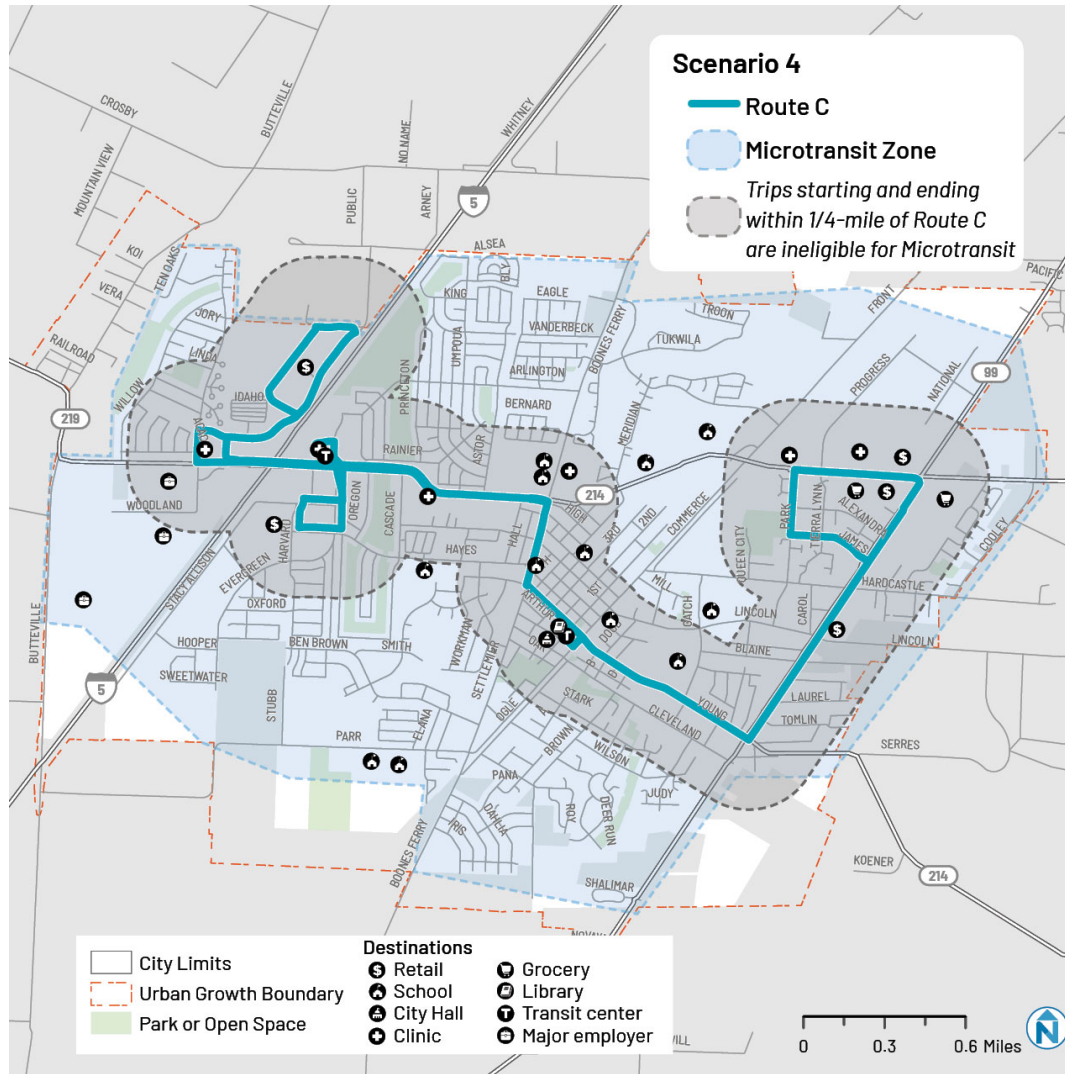 Scenario 4
Route C
Microtransit Zone
Trips starting and ending
within 1/4-mile of Route C
are ineligible for Microtransit
CROSBY
BUTTEVILLE
NO NAME
WHITNEY
MOUNTAIN VIEW
PUBLIC
ARNEY
5
ALSEA
PACIFIC
KOI
TEN OAKS
VERA
JORY
KING
LILY
EAGLE
FRONT
TROON
UMPQUA
VANDERBECK
BOONES FERRY
TUKWILA
RAILROAD
LINDA
PROGRESS
NATIONAL
99
WILLOW
IDAHO
PRINCETON
ARLINGTON
MERIDIAN
219
BERNARD
ASTOR
RAINIER
WOODLAND
OREGON
CASCADE
214
HIGH
3RD
2ND
COMMERCE
PARK
TIERRA LYNN
ALEXANDRA
JAMES
COOLEY
HARVARD
HALL
HAYES
QUEEN CITY
EVERGREEN
STACY ALLISON
MILL
HARDCASTLE
OXFORD
ARTHUR
GATCH
LINCOLN
CAROL
LINCOLN
BUTTEVILLE
HOOPER
BEN BROWN
SMITH
WORKMAN
SETTLEMIER
BLAINE
SWEETWATER
5
STUBB
OGLE
STARK
CLEVELAND
YOUNG
LAUREL
TOMLIN
PARR
ELANA
BROWN
WILSON
SERRES
PANA
JUDY
IRIS
DAHLIA
ROY
DEER RUN
BOONES FERRY
KOENER
SHALIMAR
214
City Limits
Urban Growth Boundary
Park or Open Space
Destinations
Retail
School
City Hall
Clinic
Grocery
Library
Transit center
Major employer
0 0.3 0.6 Miles
N